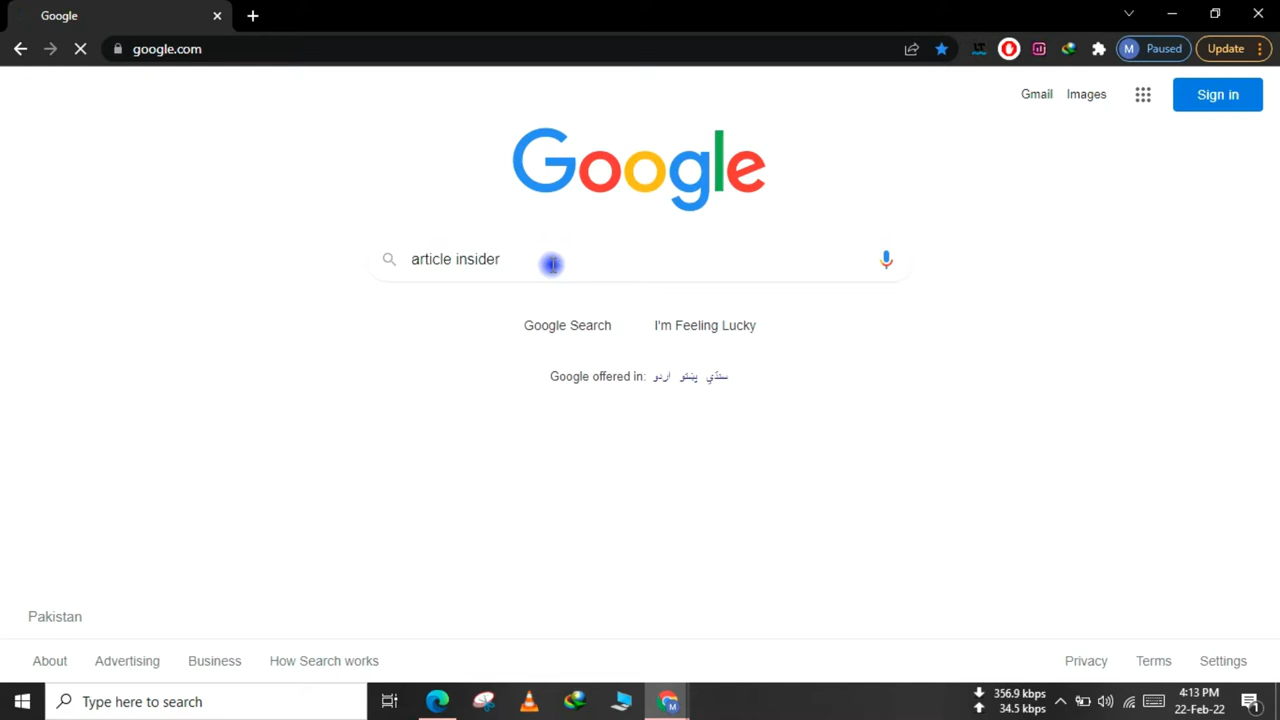 Google
google.com
M Paused
Update
Gmail Images
Sign in
Google
article insider
Google Search I'm Feeling Lucky
Google offered in: اردو پښتو سنڌي
Pakistan
About Advertising Business How Search works
Privacy Terms Settings
Type here to search
356.9 kbps
34.5 kbps
4:13 PM
22-Feb-22
1